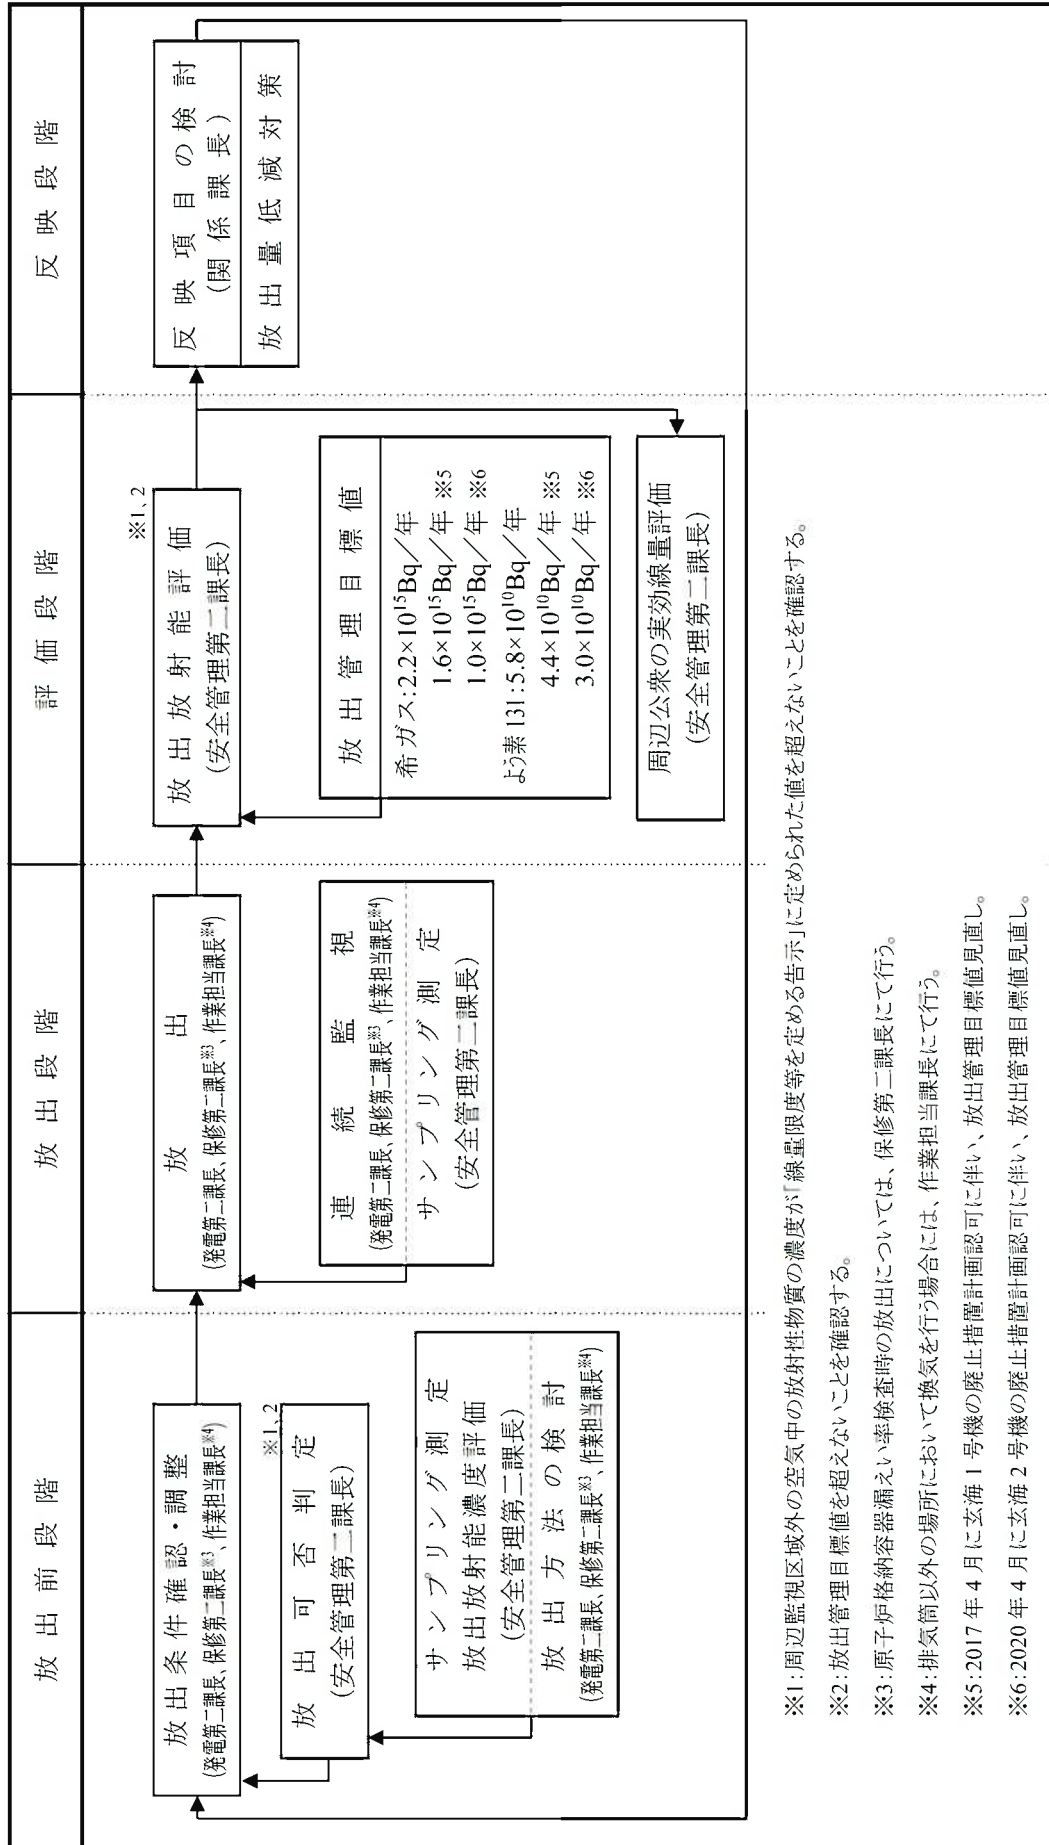 放出前段階
放出段階
評価段階
反映段階
放出条件確認・調整
(発電第二課長、保修第二課長※3、作業担当課長※4)
※1、2
放出可否判定
(安全管理第二課長)
サンプリング測定
放出放射能濃度評価
(安全管理第二課長)
放出方法の検討
(発電第二課長、保修第二課長※3、作業担当課長※4)
放出
(発電第二課長、保修第二課長※3、作業担当課長※4)
連続監視
(発電第二課長、保修第二課長※3、作業担当課長※4)
サンプリング測定
(安全管理第二課長)
※1、2
放出放射能評価
(安全管理第二課長)
放出管理目標値
希ガス:2.2×10¹⁵Bq/年
1.6×10¹⁵Bq/年 ※5
1.0×10¹⁵Bq/年 ※6
よう素131:5.8×10¹⁰Bq/年
4.4×10¹⁰Bq/年 ※5
3.0×10¹⁰Bq/年 ※6
周辺公衆の実効線量評価
(安全管理第二課長)
反映項目の検討
(関係課長)
放出量低減対策
※1:周辺監視区域外の空気中の放射性物質の濃度が「線量限度等を定める告示」に定められた値を超えないことを確認する。
※2:放出管理目標値を超えないことを確認する。
※3:原子炉格納容器漏えい率検査時の放出については、保修第二課長にて行う。
※4:排気筒以外の場所において換気を行う場合には、作業担当課長にて行う。
※5:2017年4月に玄海1号機の廃止措置計画認可に伴い、放出管理目標値見直し。
※6:2020年4月に玄海2号機の廃止措置計画認可に伴い、放出管理目標値見直し。